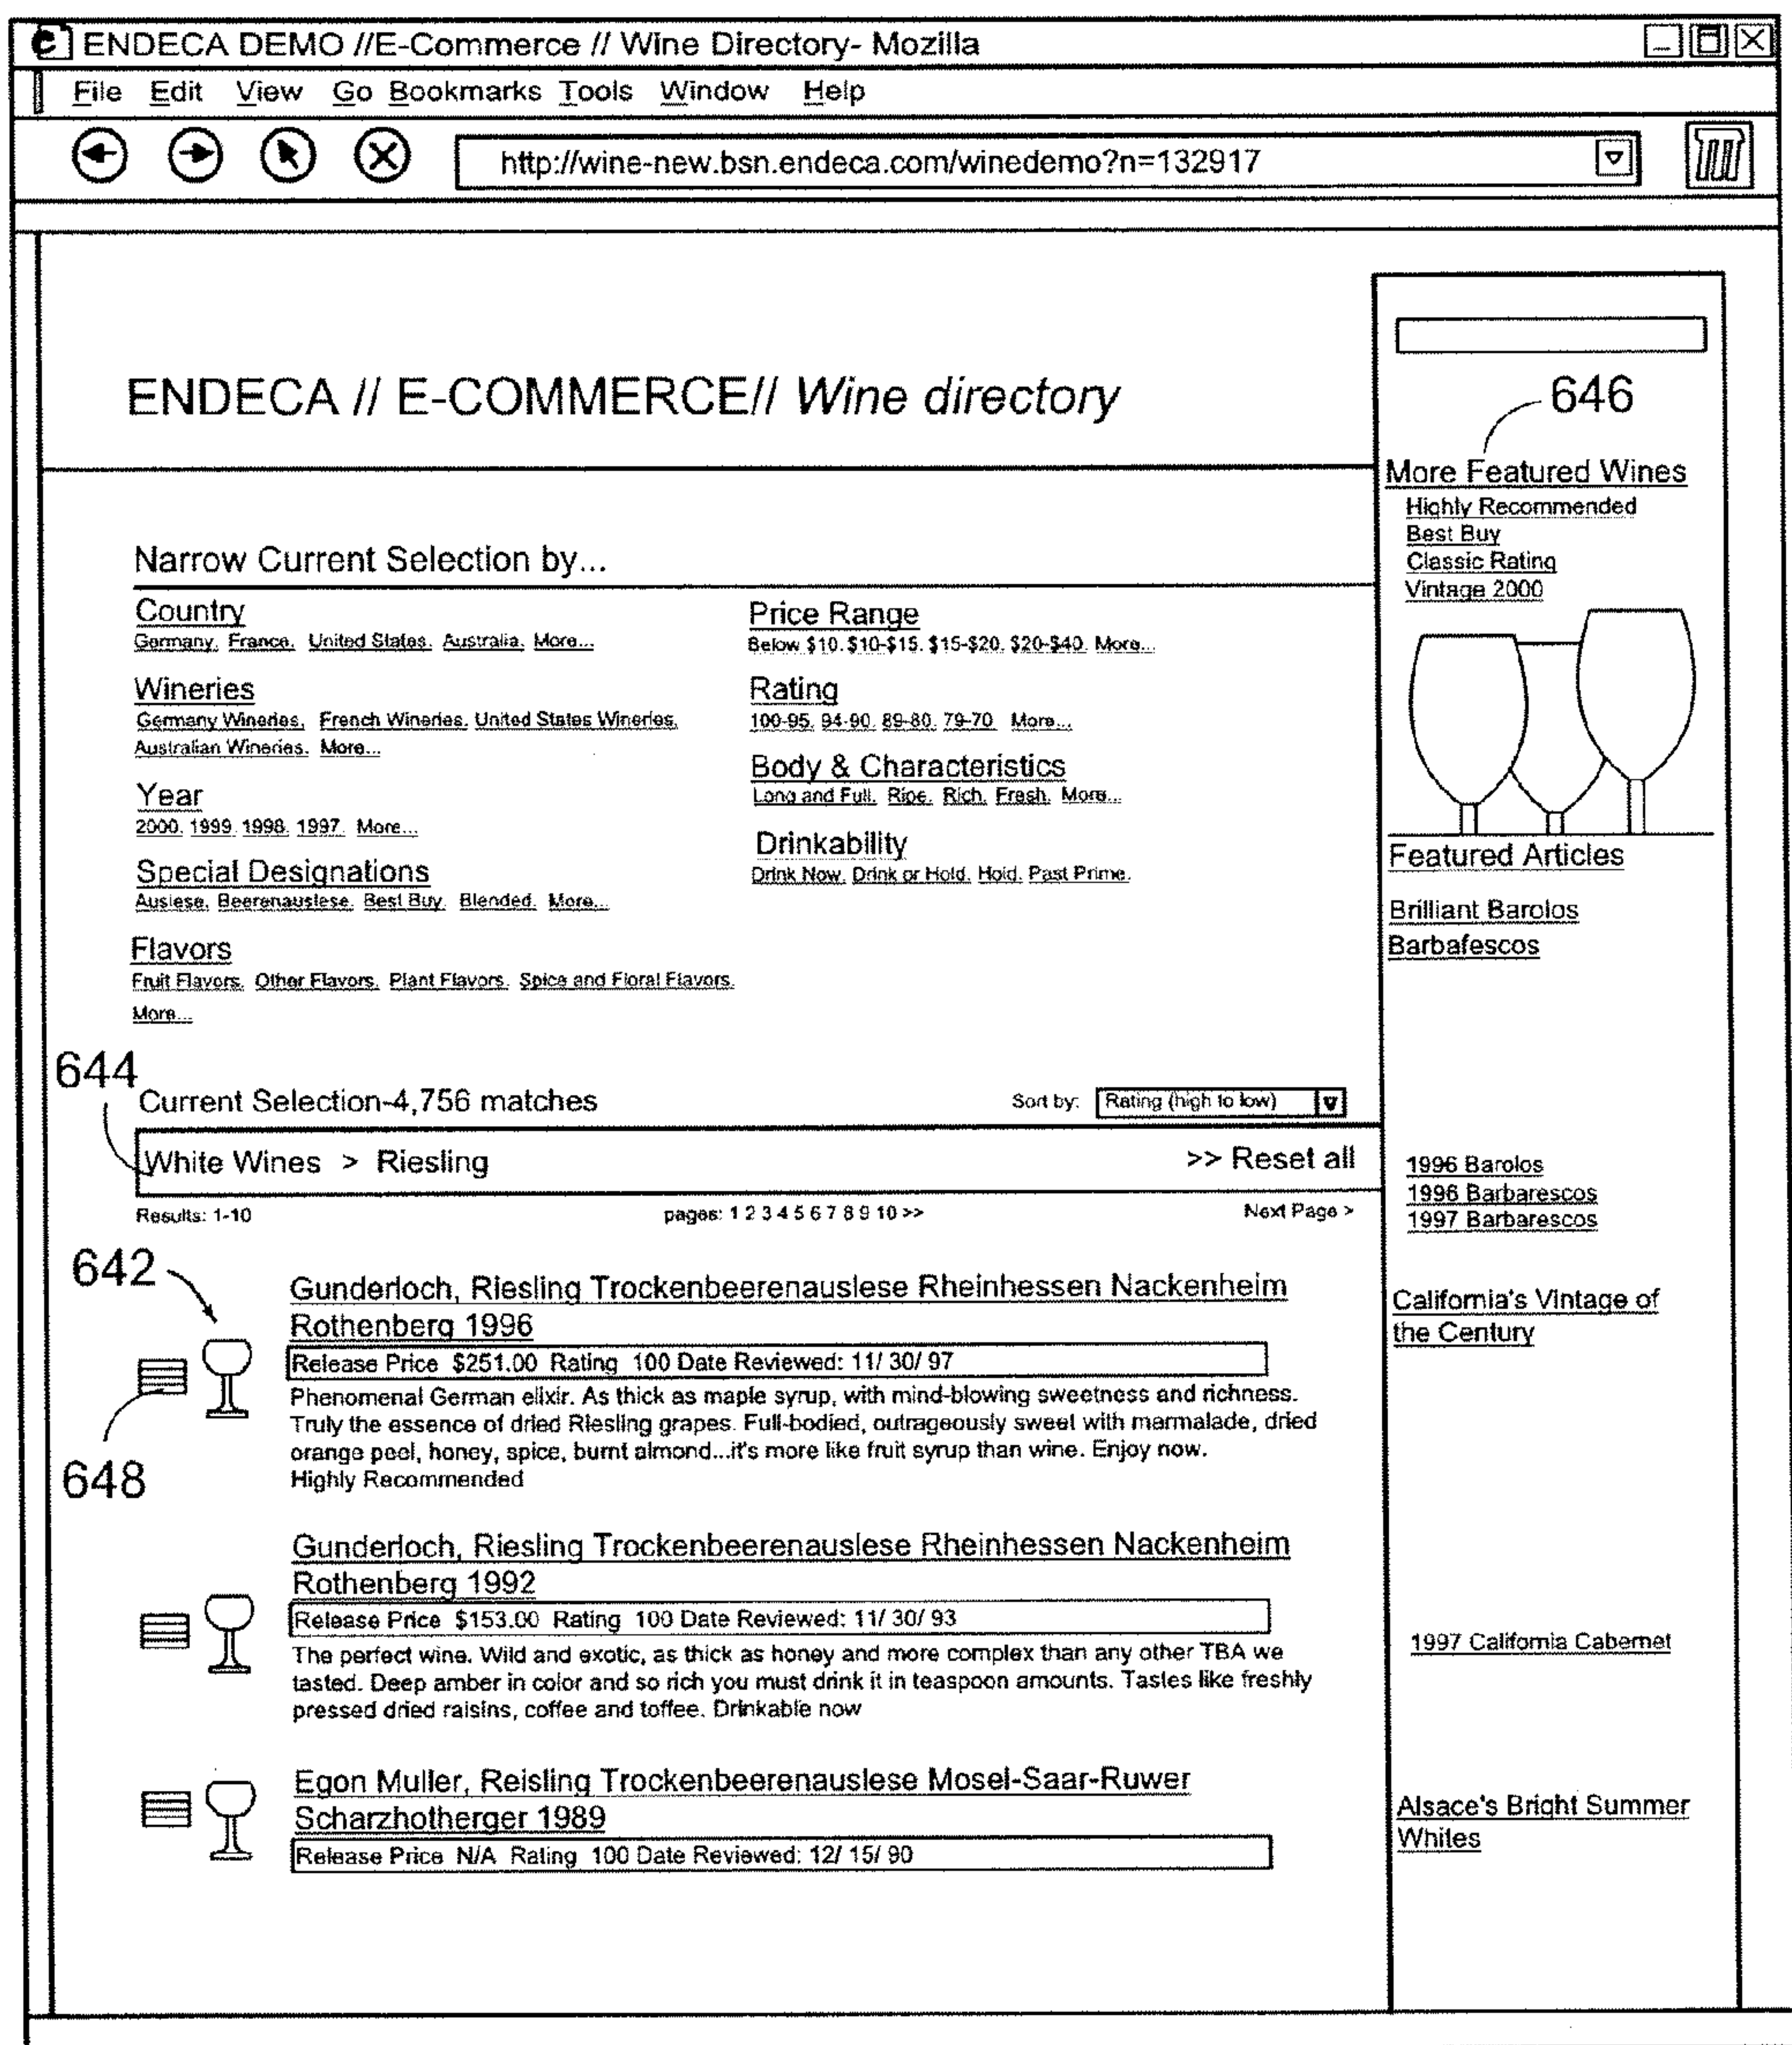 ENDECA DEMO //E-Commerce // Wine Directory- Mozilla
File Edit View Go Bookmarks Tools Window Help
http://wine-new.bsn.endeca.com/winedemo?n=132917
ENDECA // E-COMMERCE// Wine directory
Narrow Current Selection by...
Country
Germany, France, United States, Australia, More...
Wineries
Germany Wineries, French Wineries, United States Wineries,
Australian Wineries, More...
Year
2000, 1999, 1998, 1997, More...
Special Designations
Auslese, Beerenauslese, Best Buy, Blended, More...
Flavors
Fruit Flavors, Other Flavors, Plant Flavors, Spice and Floral Flavors,
More...
Price Range
Below $10, $10-$15, $15-$20, $20-$40, More...
Rating
100-95, 94-90, 89-80, 79-70 More...
Body & Characteristics
Long and Full, Ripe, Rich, Fresh, More...
Drinkability
Drink Now, Drink or Hold, Hold, Past Prime,
644
Current Selection-4,756 matches
Sort by: Rating (high to low)
White Wines > Riesling >> Reset all
Results: 1-10 pages: 1 2 3 4 5 6 7 8 9 10 >> Next Page >
642
Gunderloch, Riesling Trockenbeerenauslese Rheinhessen Nackenheim
Rothenberg 1996
Release Price $251.00 Rating 100 Date Reviewed: 11/ 30/ 97
Phenomenal German elixir. As thick as maple syrup, with mind-blowing sweetness and richness.
Truly the essence of dried Riesling grapes. Full-bodied, outrageously sweet with marmalade, dried
orange peel, honey, spice, burnt almond...it's more like fruit syrup than wine. Enjoy now.
Highly Recommended
648
Gunderloch, Riesling Trockenbeerenauslese Rheinhessen Nackenheim
Rothenberg 1992
Release Price $153.00 Rating 100 Date Reviewed: 11/ 30/ 93
The perfect wine. Wild and exotic, as thick as honey and more complex than any other TBA we
tasted. Deep amber in color and so rich you must drink it in teaspoon amounts. Tastes like freshly
pressed dried raisins, coffee and toffee. Drinkable now
Egon Muller, Reisling Trockenbeerenauslese Mosel-Saar-Ruwer
Scharzhotherger 1989
Release Price N/A Rating 100 Date Reviewed: 12/ 15/ 90
646
More Featured Wines
Highly Recommended
Best Buy
Classic Rating
Vintage 2000
Featured Articles
Brilliant Barolos
Barbafescos
1996 Barolos
1996 Barbarescos
1997 Barbarescos
California's Vintage of
the Century
1997 California Cabernet
Alsace's Bright Summer
Whites